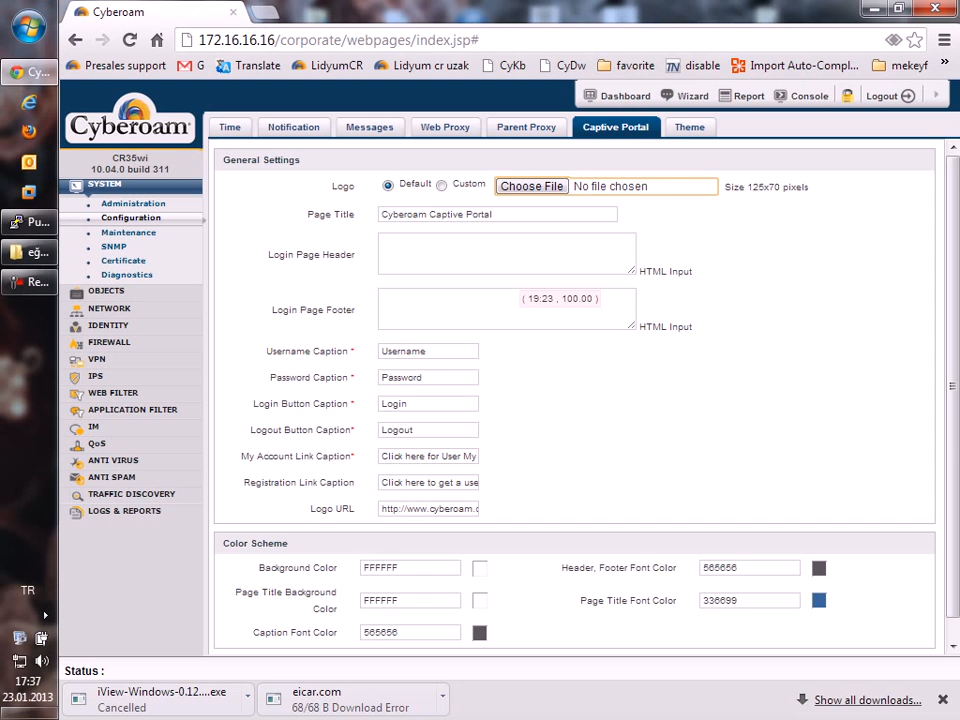 Cyberoam
172.16.16.16/corporate/webpages/index.jsp#
Presales support
G
Translate
LidyumCR
Lidyum cr uzak
CyKb
CyDw
favorite
disable
Import Auto-Compl...
mekeyf
»
Cy...
Pu...
eğ...
Re...
TR
17:37
23.01.2013
Cyberoam
CR35wi
10.04.0 build 311
Dashboard
Wizard
Report
Console
Logout
Time
Notification
Messages
Web Proxy
Parent Proxy
Captive Portal
Theme
SYSTEM
Administration
Configuration
Maintenance
SNMP
Certificate
Diagnostics
OBJECTS
NETWORK
IDENTITY
FIREWALL
VPN
IPS
WEB FILTER
APPLICATION FILTER
IM
QoS
ANTI VIRUS
ANTI SPAM
TRAFFIC DISCOVERY
LOGS & REPORTS
General Settings
Logo Default Custom Choose File No file chosen Size 125x70 pixels
Page Title Cyberoam Captive Portal
Login Page Header HTML Input
( 19:23 , 100.00 )
Login Page Footer HTML Input
Username Caption * Username
Password Caption * Password
Login Button Caption * Login
Logout Button Caption* Logout
My Account Link Caption* Click here for User My
Registration Link Caption Click here to get a use
Logo URL http://www.cyberoam.c
Color Scheme
Background Color FFFFFF Header, Footer Font Color 565656
Page Title Background
Color FFFFFF Page Title Font Color 336699
Caption Font Color 565656
Status :
iView-Windows-0.12....exe
Cancelled
eicar.com
68/68 B Download Error
Show all downloads...